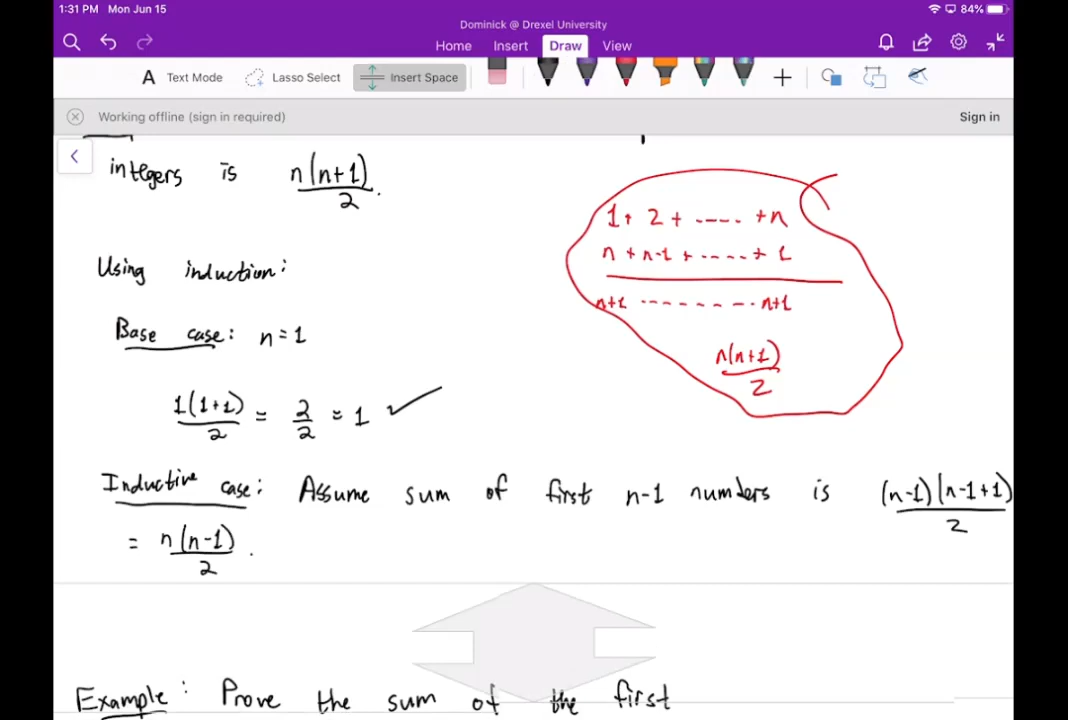 1:31 PM Mon Jun 15
84%
Dominick @ Drexel University
Home Insert Draw View
A Text Mode Lasso Select Insert Space
Working offline (sign in required) Sign in
integers is n(n+1)/2.
1+ 2 + ----- +n
n + n-1 + ----- + 1
n+1 -------- n+1
n(n+1)/2
Using induction:
Base case: n=1
1(1+1)/2 = 2/2 = 1 ✓
Inductive case: Assume sum of first n-1 numbers is (n-1)(n-1+1)/2
= n(n-1)/2.
Example: Prove the sum of the first